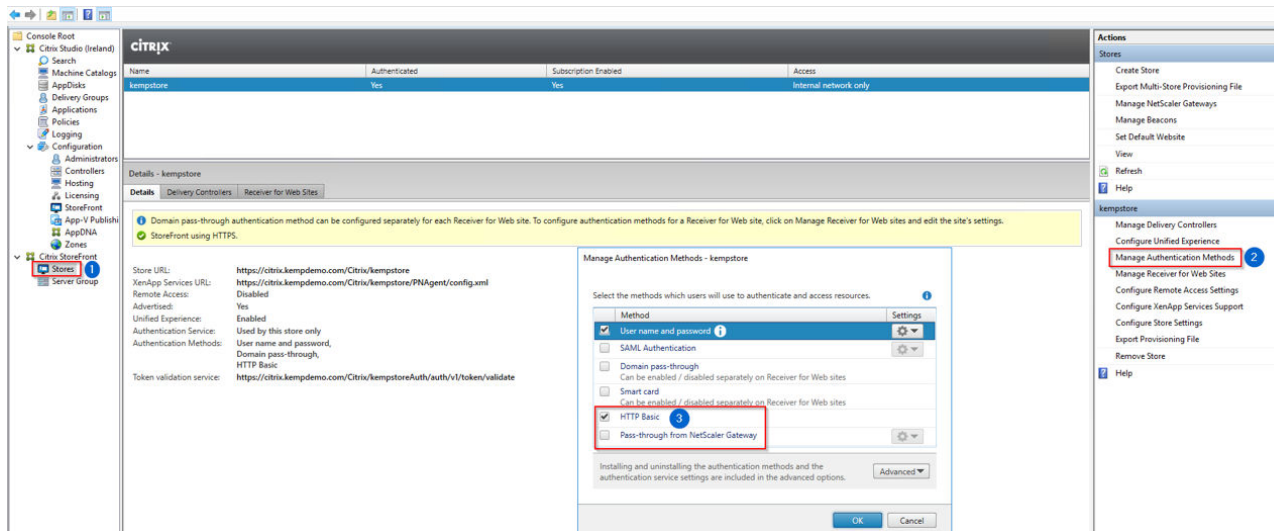 Console Root
Citrix Studio (Ireland)
Search
Machine Catalogs
AppDisks
Delivery Groups
Applications
Policies
Logging
Configuration
Administrators
Controllers
Hosting
Licensing
StoreFront
App-V Publishi
AppDNA
Zones
Citrix StoreFront
Stores 1
Server Group
CITRIX
Name Authenticated Subscription Enabled Access
kempstore Yes Yes Internal network only
Details - kempstore
Details Delivery Controllers Receiver for Web Sites
Domain pass-through authentication method can be configured separately for each Receiver for Web site. To configure authentication methods for a Receiver for Web site, click on Manage Receiver for Web sites and edit the site's settings.
StoreFront using HTTPS.
Store URL: https://citrix.kempdemo.com/Citrix/kempstore
XenApp Services URL: https://citrix.kempdemo.com/Citrix/kempstore/PNAgent/config.xml
Remote Access: Disabled
Advertised: Yes
Unified Experience: Enabled
Authentication Service: Used by this store only
Authentication Methods: User name and password,
Domain pass-through,
HTTP Basic
Token validation service: https://citrix.kempdemo.com/Citrix/kempstoreAuth/auth/v1/token/validate
Manage Authentication Methods - kempstore
Select the methods which users will use to authenticate and access resources.
Method Settings
User name and password
SAML Authentication
Domain pass-through
Can be enabled / disabled separately on Receiver for Web sites
Smart card
Can be enabled / disabled separately on Receiver for Web sites
HTTP Basic 3
Pass-through from NetScaler Gateway
Installing and uninstalling the authentication methods and the
authentication service settings are included in the advanced options.
Advanced
OK Cancel
Actions
Stores
Create Store
Export Multi-Store Provisioning File
Manage NetScaler Gateways
Manage Beacons
Set Default Website
View
Refresh
Help
kempstore
Manage Delivery Controllers
Configure Unified Experience
Manage Authentication Methods 2
Manage Receiver for Web Sites
Configure Remote Access Settings
Configure XenApp Services Support
Configure Store Settings
Export Provisioning File
Remove Store
Help